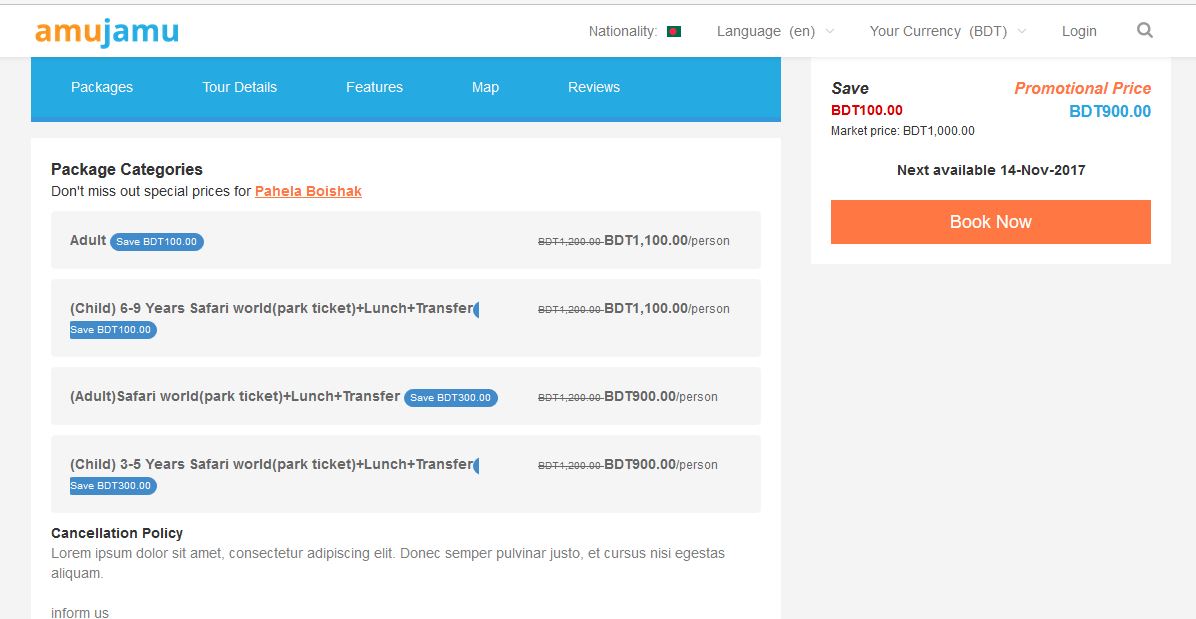 amujamu
Nationality: Language (en) Your Currency (BDT) Login
Packages Tour Details Features Map Reviews
Save Promotional Price
BDT100.00 BDT900.00
Market price: BDT1,000.00
Next available 14-Nov-2017
Book Now
Package Categories
Don't miss out special prices for Pahela Boishak
Adult Save BDT100.00 BDT1,200.00 BDT1,100.00/person
(Child) 6-9 Years Safari world(park ticket)+Lunch+Transfer BDT1,200.00 BDT1,100.00/person
Save BDT100.00
(Adult)Safari world(park ticket)+Lunch+Transfer Save BDT300.00 BDT1,200.00 BDT900.00/person
(Child) 3-5 Years Safari world(park ticket)+Lunch+Transfer BDT1,200.00 BDT900.00/person
Save BDT300.00
Cancellation Policy
Lorem ipsum dolor sit amet, consectetur adipiscing elit. Donec semper pulvinar justo, et cursus nisi egestas
aliquam.
inform us